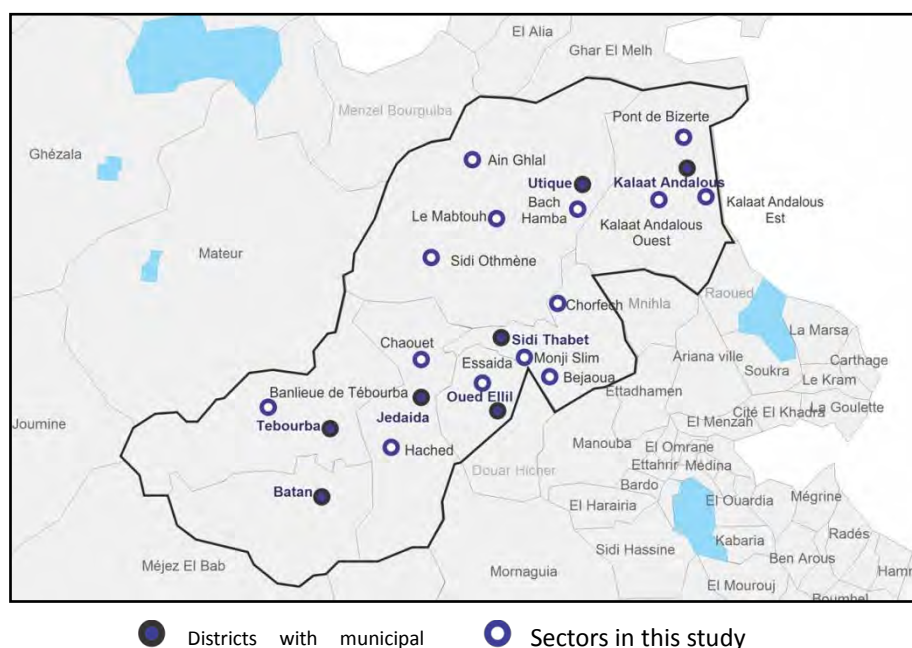 El Alia
Ghar El Melh
Menzel Bourguiba
Pont de Bizerte
Ghézala
Ain Ghlal
Utique
Kalaat Andalous
Bach
Hamba
Kalaat Andalous
Est
Le Mabtouh
Kalaat Andalous
Ouest
Mateur
Sidi Othmène
Raoued
Mnihla
Chorfech
La Marsa
Sidi Thabet
Chaouet
Monji Slim
Ariana ville
Carthage
Essaida
Soukra
Bejaoua
Le Kram
Banlieue de Tébourba
Oued Ellil
Ettadhamen
Cité El Khadra
La Goulette
Jedaida
El Menzah
Joumine
Tebourba
Hached
Manouba
El Omrane
Ettahrir
Médina
Douar Hicher
Bardo
Batan
El Ouardia
Mégrine
El Harairia
Radés
Kabaria
Sidi Hassine
Ben Arous
Méjez El Bab
Mornaguia
El Mourouj
Hamm
Boumhel
Districts with municipal
Sectors in this study